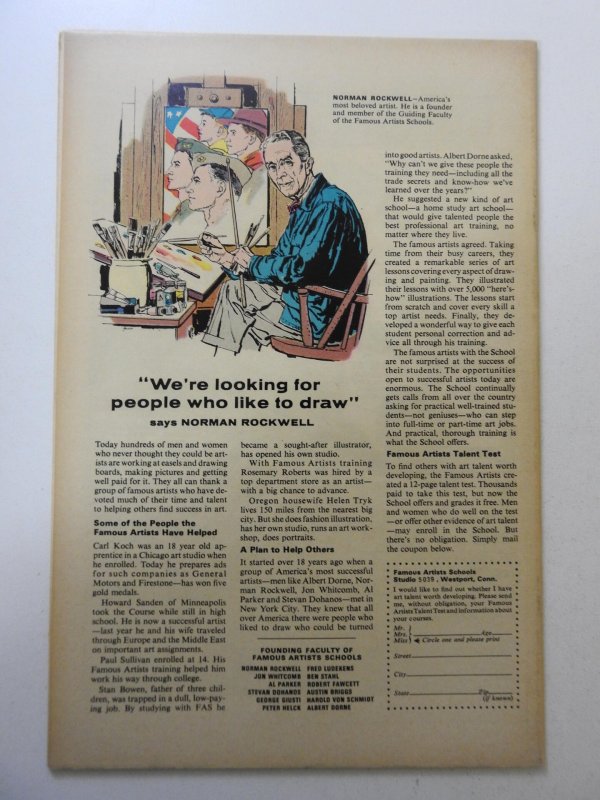 NORMAN ROCKWELL—America's
most beloved artist. He is a founder
and member of the Guiding Faculty
of the Famous Artists Schools.
"We're looking for
people who like to draw"
says NORMAN ROCKWELL
Today hundreds of men and women
who never thought they could be art-
ists are working at easels and drawing
boards, making pictures and getting
well paid for it. They all can thank a
group of famous artists who have de-
voted much of their time and talent
to helping others find success in art.
Some of the People the
Famous Artists Have Helped
Carl Koch was an 18 year old ap-
prentice in a Chicago art studio when
he enrolled. Today he prepares ads
for such companies as General
Motors and Firestone—has won five
gold medals.
Howard Sanden of Minneapolis
took the Course while still in high
school. He is now a successful artist
—last year he and his wife traveled
through Europe and the Middle East
on important art assignments.
Paul Sullivan enrolled at 14. His
Famous Artists training helped him
work his way through college.
Stan Bowen, father of three chil-
dren, was trapped in a dull, low-pay-
ing job. By studying with FAS he
became a sought-after illustrator,
has opened his own studio.
With Famous Artists training
Rosemary Roberts was hired by a
top department store as an artist—
with a big chance to advance.
Oregon housewife Helen Tryk
lives 150 miles from the nearest big
city. But she does fashion illustration,
has her own studio, runs an art work-
shop, does portraits.
A Plan to Help Others
It started over 18 years ago when a
group of America's most successful
artists—men like Albert Dorne, Nor-
man Rockwell, Jon Whitcomb, Al
Parker and Stevan Dohanos—met in
New York City. They knew that all
over America there were people who
liked to draw who could be turned
FOUNDING FACULTY OF
FAMOUS ARTISTS SCHOOLS
NORMAN ROCKWELL FRED LUDEKENS
JON WHITCOMB BEN STAHL
AL PARKER ROBERT FAWCETT
STEVAN DOHANOS AUSTIN BRIGGS
GEORGE GIUSTI HAROLD VON SCHMIDT
PETER HELCK ALBERT DORNE
into good artists. Albert Dorne asked,
"Why can't we give these people the
training they need—including all the
trade secrets and know-how we've
learned over the years?"
He suggested a new kind of art
school—a home study art school—
that would give talented people the
best professional art training, no
matter where they live.
The famous artists agreed. Taking
time from their busy careers, they
created a remarkable series of art
lessons covering every aspect of draw-
ing and painting. They illustrated
their lessons with over 5,000 "here's-
how" illustrations. The lessons start
from scratch and cover every skill a
top artist needs. Finally, they de-
veloped a wonderful way to give each
student personal correction and ad-
vice all through his training.
The famous artists with the School
are not surprised at the success of
their students. The opportunities
open to successful artists today are
enormous. The School continually
gets calls from all over the country
asking for practical well-trained stu-
dents—not geniuses—who can step
into full-time or part-time art jobs.
And practical, thorough training is
what the School offers.
Famous Artists Talent Test
To find others with art talent worth
developing, the Famous Artists cre-
ated a 12-page talent test. Thousands
paid to take this test, but now the
School offers and grades it free. Men
and women who do well on the test
—or offer other evidence of art talent
—may enroll in the School. But
there's no obligation. Simply mail
the coupon below.
Famous Artists Schools
Studio 5039, Westport, Conn.
I would like to find out whether I have
art talent worth developing. Please send
me, without obligation, your Famous
Artists Talent Test and information about
your courses.
Mr.
Mrs. Age
Miss Circle one and please print
Street
City
State Zip
(if known)